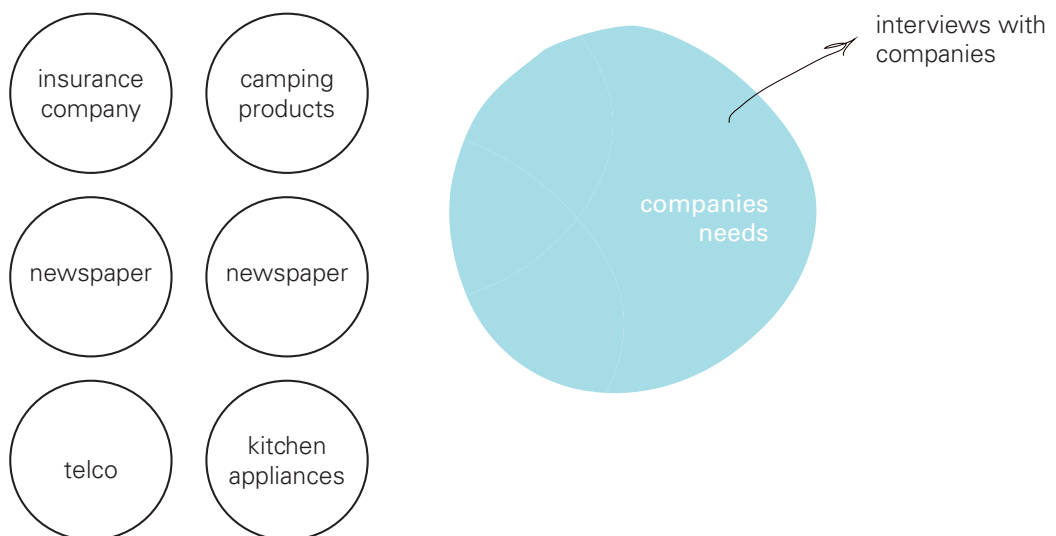 insurance
company
camping
products
newspaper
newspaper
telco
kitchen
appliances
companies
needs
interviews with
companies